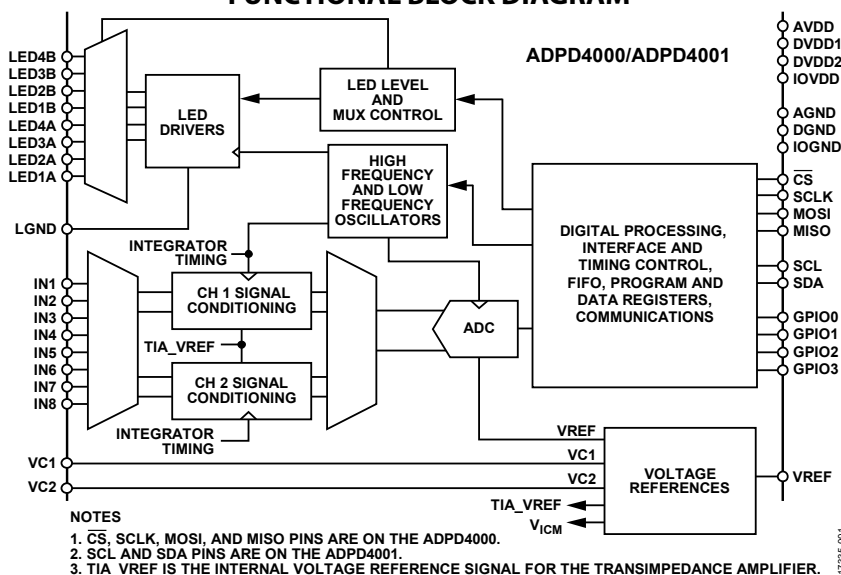 FUNCTIONAL BLOCK DIAGRAM
ADPD4000/ADPD4001
LED4B
LED3B
LED2B
LED1B
LED4A
LED3A
LED2A
LED1A
LGND
LED
DRIVERS
LED LEVEL
AND
MUX CONTROL
HIGH
FREQUENCY
AND LOW
FREQUENCY
OSCILLATORS
INTEGRATOR
TIMING
IN1
IN2
IN3
IN4
IN5
IN6
IN7
IN8
CH 1 SIGNAL
CONDITIONING
TIA_VREF
CH 2 SIGNAL
CONDITIONING
INTEGRATOR
TIMING
ADC
DIGITAL PROCESSING,
INTERFACE AND
TIMING CONTROL,
FIFO, PROGRAM AND
DATA REGISTERS,
COMMUNICATIONS
AVDD
DVDD1
DVDD2
IOVDD
AGND
DGND
IOGND
CS
SCLK
MOSI
MISO
SCL
SDA
GPIO0
GPIO1
GPIO2
GPIO3
VC1
VC2
VREF
VC1
VC2
TIA_VREF
VICM
VOLTAGE
REFERENCES
VREF
NOTES
1. CS, SCLK, MOSI, AND MISO PINS ARE ON THE ADPD4000.
2. SCL AND SDA PINS ARE ON THE ADPD4001.
3. TIA_VREF IS THE INTERNAL VOLTAGE REFERENCE SIGNAL FOR THE TRANSIMPEDANCE AMPLIFIER.